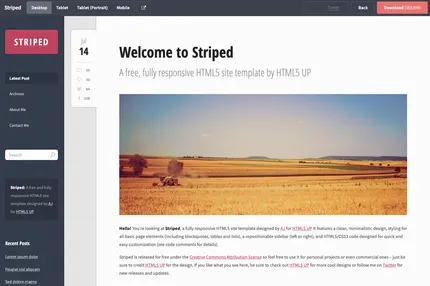 Striped
Desktop
Tablet
Tablet (Portrait)
Mobile
Back
STRIPED
Latest Post
Archives
About Me
Contact Me
Search
Striped: A free and fully
responsive HTML5 site
template designed by AJ
for HTML5 UP
Recent Posts
Lorem ipsum dolor
Feugiat nisl aliquam
Sed dolore magna
Jul
14
Welcome to Striped
A free, fully responsive HTML5 site template by HTML5 UP
Hello! You're looking at Striped, a fully responsive HTML5 site template designed by AJ for HTML5 UP It features a clean, minimalistic design, styling for
all basic page elements (including blockquotes, tables and lists), a repositionable sidebar (left or right), and HTML5/CSS3 code designed for quick and
easy customization (see code comments for details).
Striped is released for free under the Creative Commons Attribution license so feel free to use it for personal projects or even commercial ones – just be
sure to credit HTML5 UP for the design. If you like what you see here, be sure to check out HTML5 UP for more cool designs or follow me on Twitter for
new releases and updates.